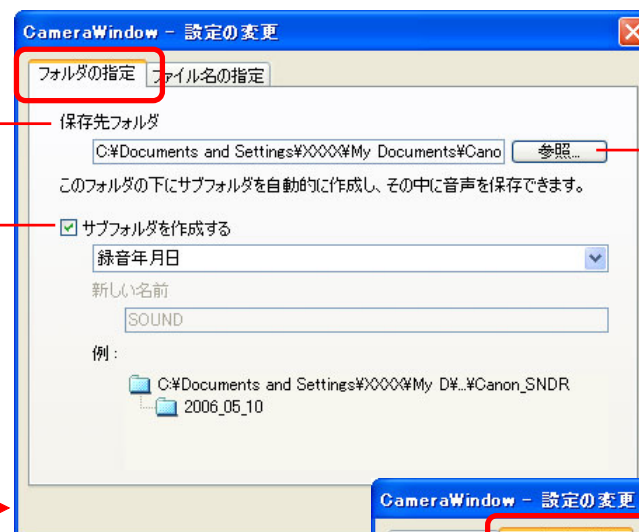 CameraWindow - 設定の変更
フォルダの指定 ファイル名の指定
保存先フォルダ
C:¥Documents and Settings¥XXXX¥My Documents¥Cano 参照...
このフォルダの下にサブフォルダを自動的に作成し、その中に音声を保存できます。
サブフォルダを作成する
録音年月日
新しい名前
SOUND
例：
C:¥Documents and Settings¥XXXX¥My D¥...¥Canon_SNDR
2006_05_10
CameraWindow - 設定の変更